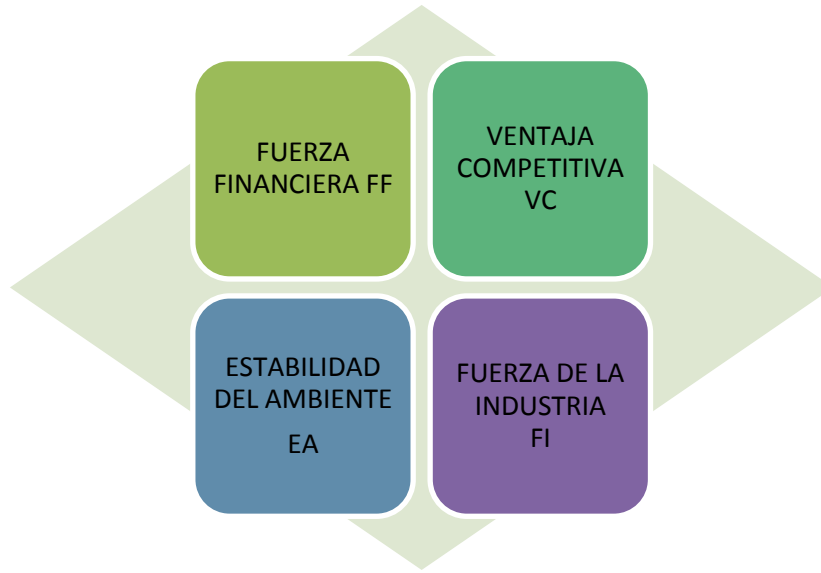 FUERZA
FINANCIERA FF
VENTAJA
COMPETITIVA
VC
ESTABILIDAD
DEL AMBIENTE
EA
FUERZA DE LA
INDUSTRIA
FI